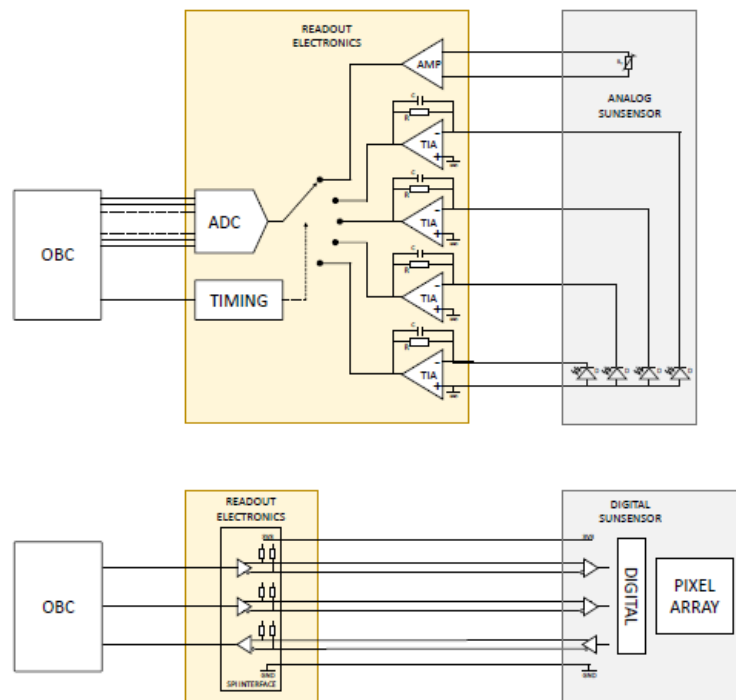 READOUT
ELECTRONICS
AMP
ANALOG
SUNSENSOR
C
R
TIA
C
R
TIA
C
R
TIA
C
R
TIA
OBC
ADC
TIMING
READOUT
ELECTRONICS
DIGITAL
SUNSENSOR
OBC
DIGITAL
PIXEL
ARRAY
GND
GND
SPI INTERFACE